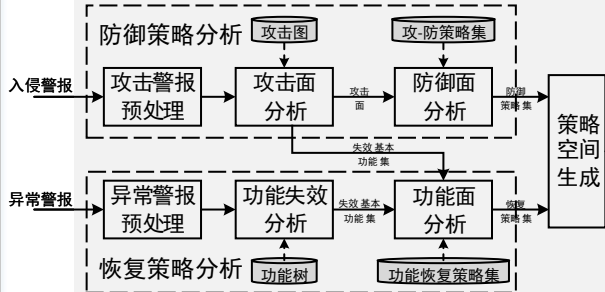 防御策略分析
攻击图
攻-防策略集
入侵警报
攻击警报
预处理
攻击面
分析
攻击
面
防御面
分析
防御
策略集
策略
空间
生成
失效基本
功能集
异常警报
异常警报
预处理
功能失效
分析
失效基本
功能集
功能面
分析
恢复
策略集
恢复策略分析
功能树
功能恢复策略集